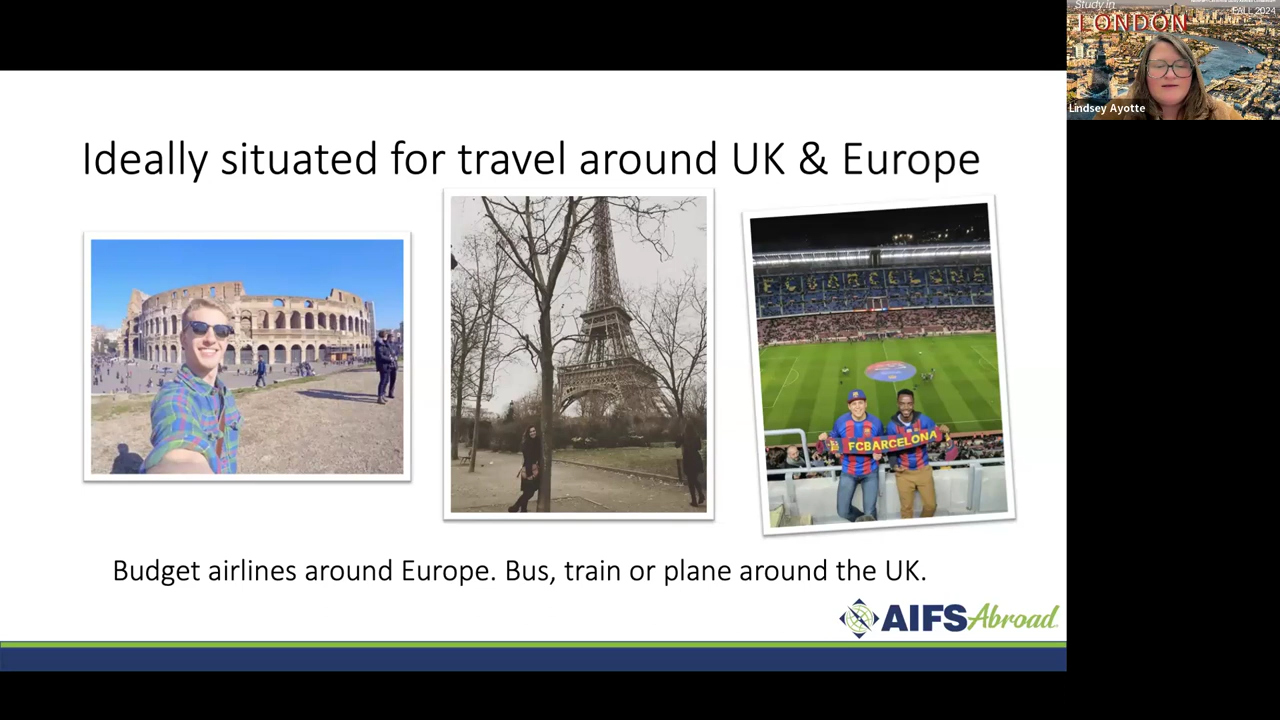 Study in
LONDON
FALL 2024
Lindsey Ayotte
Ideally situated for travel around UK & Europe
FC BARCELONA
FCBARCELONA
Budget airlines around Europe. Bus, train or plane around the UK.
AIFS Abroad